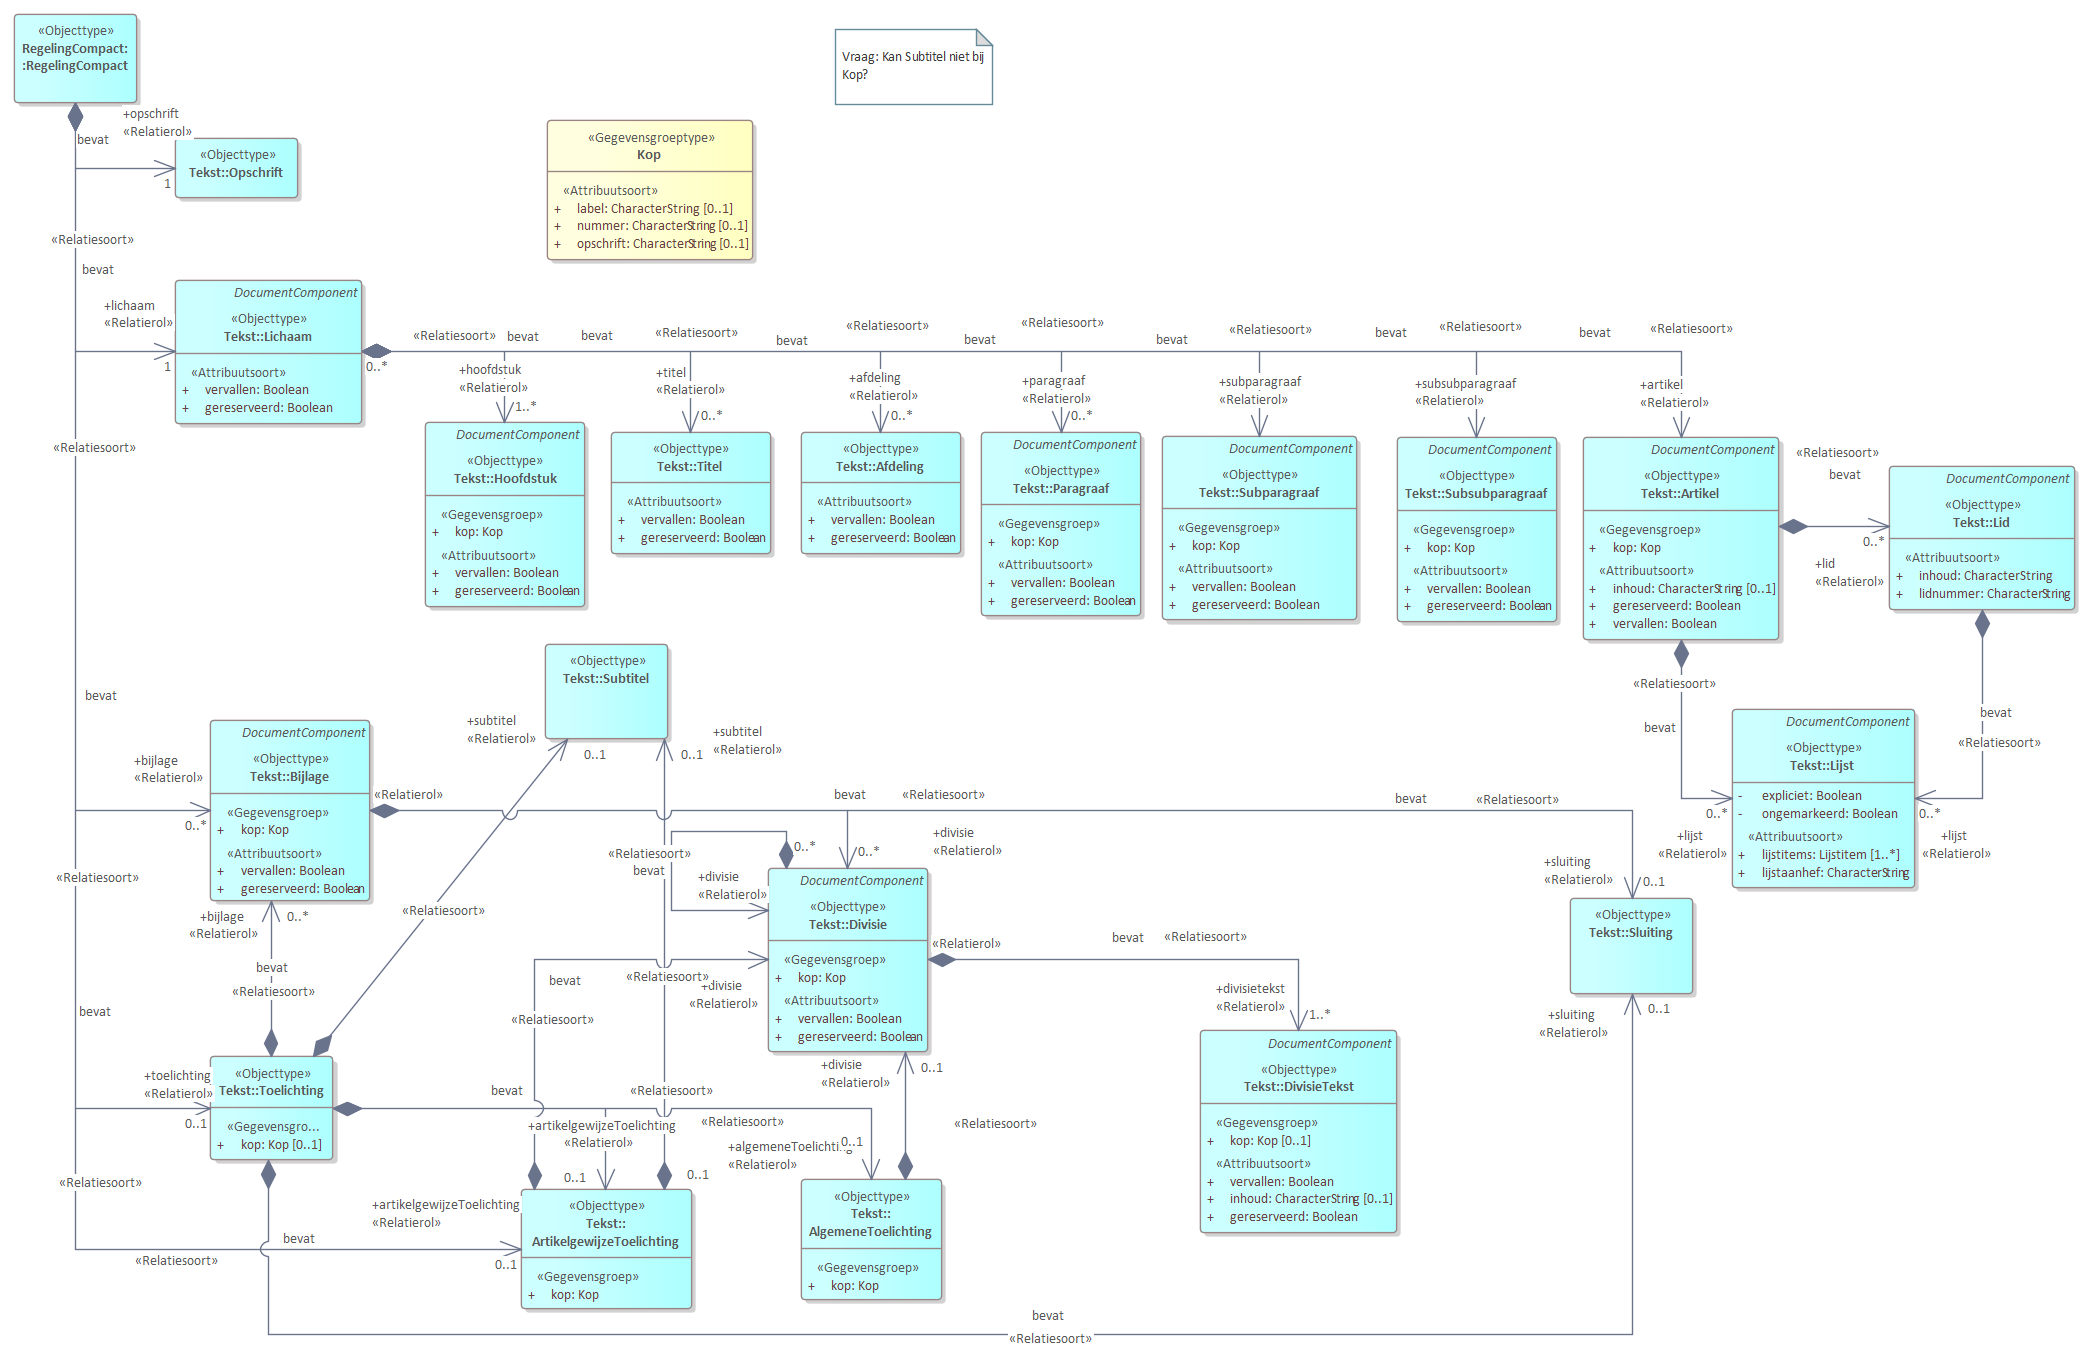 «Objecttype»
RegelingCompact:
:RegelingCompact
Vraag: Kan Subtitel niet bij
Kop?
+opschrift
«Relatierol»
bevat
«Objecttype»
Tekst::Opschrift
1
«Gegevensgroeptype»
Kop
«Attribuutsoort»
+ label: CharacterString [0..1]
+ nummer: CharacterString [0..1]
+ opschrift: CharacterString [0..1]
«Relatiesoort»
bevat
+lichaam
«Relatierol»
1
DocumentComponent
«Objecttype»
Tekst::Lichaam
«Attribuutsoort»
+ vervallen: Boolean
+ gereserveerd: Boolean
0..*
«Relatiesoort»
bevat
bevat
«Relatiesoort»
bevat
«Relatiesoort»
bevat
«Relatiesoort»
bevat
«Relatiesoort»
bevat
«Relatiesoort»
bevat
«Relatiesoort»
+hoofdstuk
«Relatierol»
1..*
+titel
«Relatierol»
0..*
+afdeling
«Relatierol»
0..*
+paragraaf
«Relatierol»
0..*
+subparagraaf
«Relatierol»
+subsubparagraaf
«Relatierol»
+artikel
«Relatierol»
DocumentComponent
«Objecttype»
Tekst::Hoofdstuk
«Gegevensgroep»
+ kop: Kop
«Attribuutsoort»
+ vervallen: Boolean
+ gereserveerd: Boolean
«Objecttype»
Tekst::Titel
«Attribuutsoort»
+ vervallen: Boolean
+ gereserveerd: Boolean
«Objecttype»
Tekst::Afdeling
«Attribuutsoort»
+ vervallen: Boolean
+ gereserveerd: Boolean
DocumentComponent
«Objecttype»
Tekst::Paragraaf
«Gegevensgroep»
+ kop: Kop
«Attribuutsoort»
+ vervallen: Boolean
+ gereserveerd: Boolean
DocumentComponent
«Objecttype»
Tekst::Subparagraaf
«Gegevensgroep»
+ kop: Kop
«Attribuutsoort»
+ vervallen: Boolean
+ gereserveerd: Boolean
DocumentComponent
«Objecttype»
Tekst::Subsubparagraaf
«Gegevensgroep»
+ kop: Kop
«Attribuutsoort»
+ vervallen: Boolean
+ gereserveerd: Boolean
DocumentComponent
«Objecttype»
Tekst::Artikel
«Gegevensgroep»
+ kop: Kop
«Attribuutsoort»
+ inhoud: CharacterString [0..1]
+ gereserveerd: Boolean
+ vervallen: Boolean
«Relatiesoort»
bevat
0..*
+lid
«Relatierol»
DocumentComponent
«Objecttype»
Tekst::Lid
«Attribuutsoort»
+ inhoud: CharacterString
+ lidnummer: CharacterString
«Relatiesoort»
bevat
bevat
«Relatiesoort»
DocumentComponent
«Objecttype»
Tekst::Lijst
- expliciet: Boolean
- ongemarkeerd: Boolean
«Attribuutsoort»
+ lijstitems: Lijstitem [1..*]
+ lijstaanhef: CharacterString
0..*
+lijst
«Relatierol»
0..*
+lijst
«Relatierol»
«Relatiesoort»
bevat
+bijlage
«Relatierol»
0..*
DocumentComponent
«Objecttype»
Tekst::Bijlage
«Gegevensgroep»
+ kop: Kop
«Attribuutsoort»
+ vervallen: Boolean
+ gereserveerd: Boolean
«Objecttype»
Tekst::Subtitel
+subtitel
«Relatierol»
0..1
0..1
+subtitel
«Relatierol»
«Relatierol»
bevat
«Relatiesoort»
bevat
«Relatiesoort»
+divisie
«Relatierol»
0..*
0..*
«Relatiesoort»
bevat
+divisie
«Relatierol»
DocumentComponent
«Objecttype»
Tekst::Divisie
«Gegevensgroep»
+ kop: Kop
«Attribuutsoort»
+ vervallen: Boolean
+ gereserveerd: Boolean
+sluiting
«Relatierol»
0..1
«Objecttype»
Tekst::Sluiting
0..1
+sluiting
«Relatierol»
«Relatiesoort»
+bijlage
«Relatierol»
0..*
«Relatiesoort»
bevat
«Relatiesoort»
bevat
«Relatiesoort»
«Relatiesoort»
+divisie
«Relatierol»
«Relatierol»
bevat
«Relatiesoort»
+divisietekst
«Relatierol»
1..*
DocumentComponent
«Objecttype»
Tekst::DivisieTekst
«Gegevensgroep»
+ kop: Kop [0..1]
«Attribuutsoort»
+ vervallen: Boolean
+ inhoud: CharacterString [0..1]
+ gereserveerd: Boolean
bevat
+toelichting
«Relatierol»
0..1
«Objecttype»
Tekst::Toelichting
«Gegevensgro...
+ kop: Kop [0..1]
bevat
«Relatiesoort»
+artikelgewijzeToelichting
«Relatierol»
0..1
0..1
«Relatiesoort»
+algemeneToelichti
0..1
«Relatierol»
+divisie
«Relatierol»
0..1
«Relatiesoort»
«Relatiesoort»
+artikelgewijzeToelichting
«Relatierol»
bevat
«Relatiesoort»
0..1
«Objecttype»
Tekst::
ArtikelgewijzeToelichting
«Gegevensgroep»
+ kop: Kop
«Objecttype»
Tekst::
AlgemeneToelichting
«Gegevensgroep»
+ kop: Kop
bevat
«Relatiesoort»